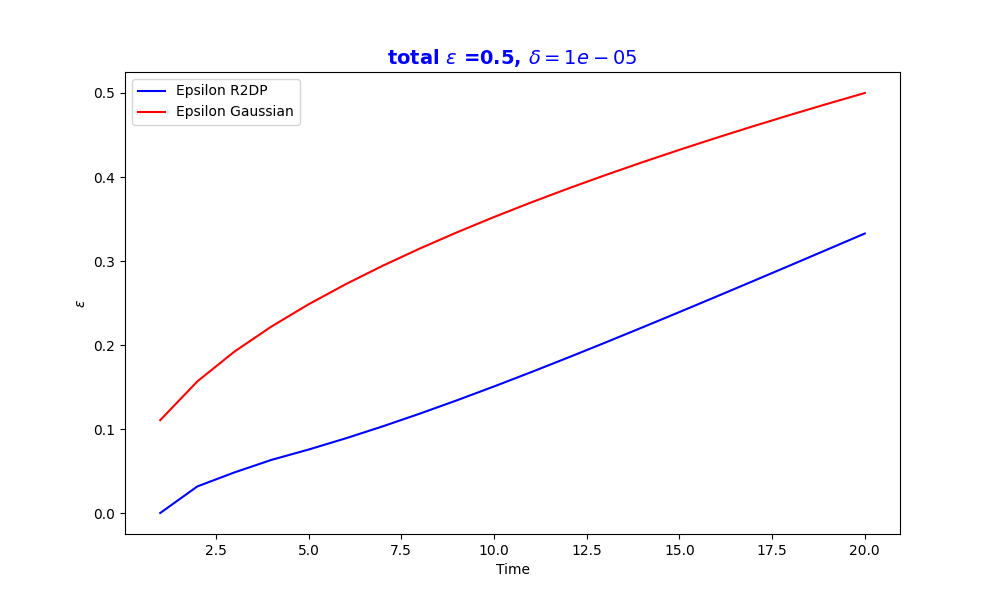 total ε =0.5, δ = 1e − 05
Epsilon R2DP
Epsilon Gaussian
0.5
0.4
0.3
0.2
0.1
0.0
ε
2.5 5.0 7.5 10.0 12.5 15.0 17.5 20.0
Time